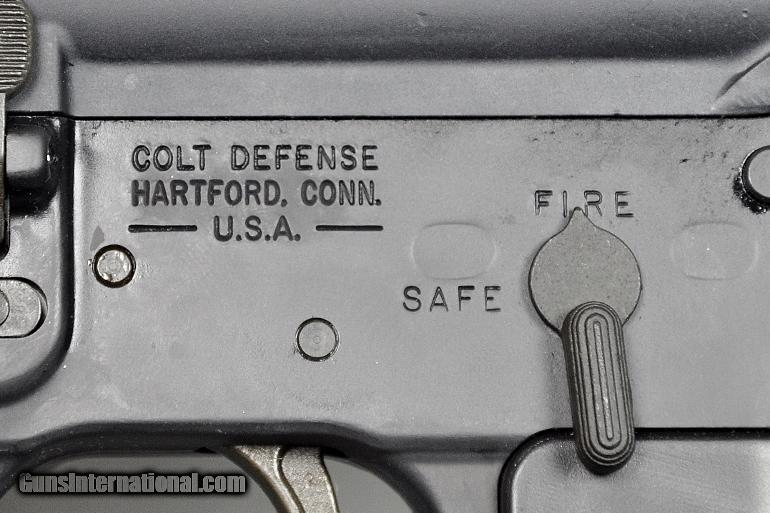 COLT DEFENSE
HARTFORD, CONN.
U.S.A.
FIRE
SAFE
GunsInternational.com